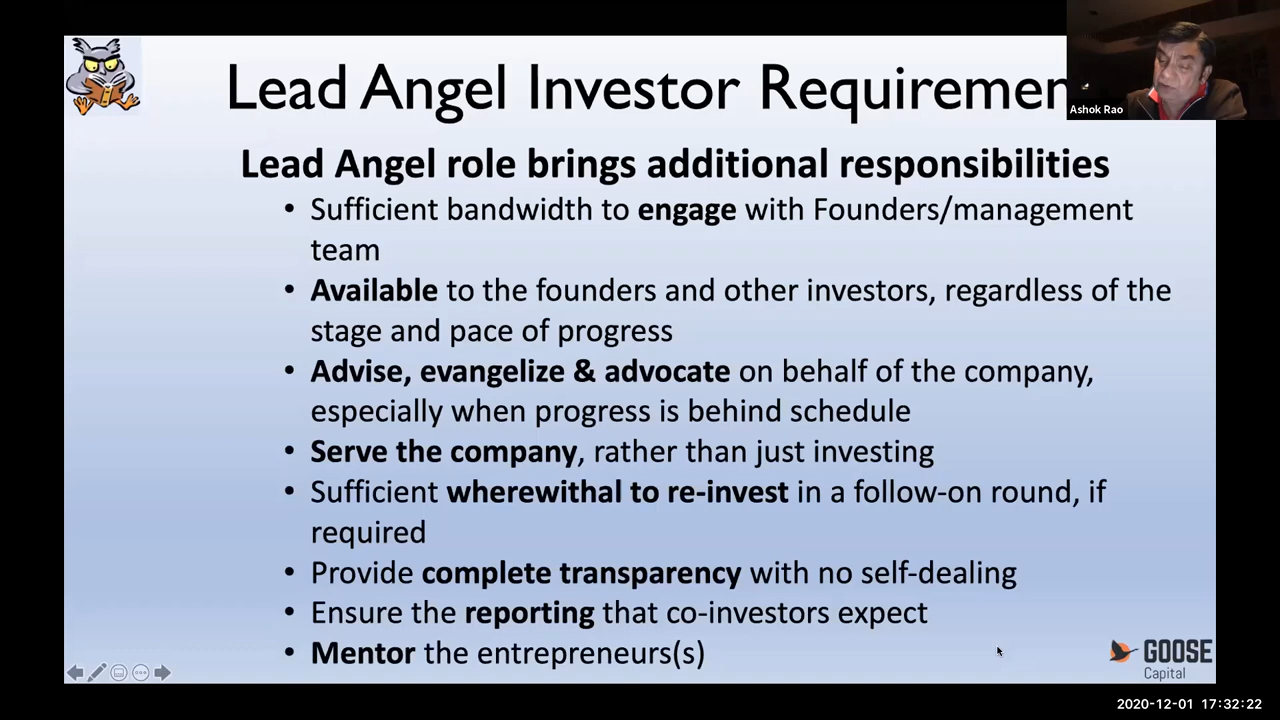 Lead Angel Investor Requiremen
Ashok Rao
Lead Angel role brings additional responsibilities
• Sufficient bandwidth to engage with Founders/management
team
• Available to the founders and other investors, regardless of the
stage and pace of progress
• Advise, evangelize & advocate on behalf of the company,
especially when progress is behind schedule
• Serve the company, rather than just investing
• Sufficient wherewithal to re-invest in a follow-on round, if
required
• Provide complete transparency with no self-dealing
• Ensure the reporting that co-investors expect
• Mentor the entrepreneurs(s)
GOOSE
Capital
2020-12-01 17:32:22